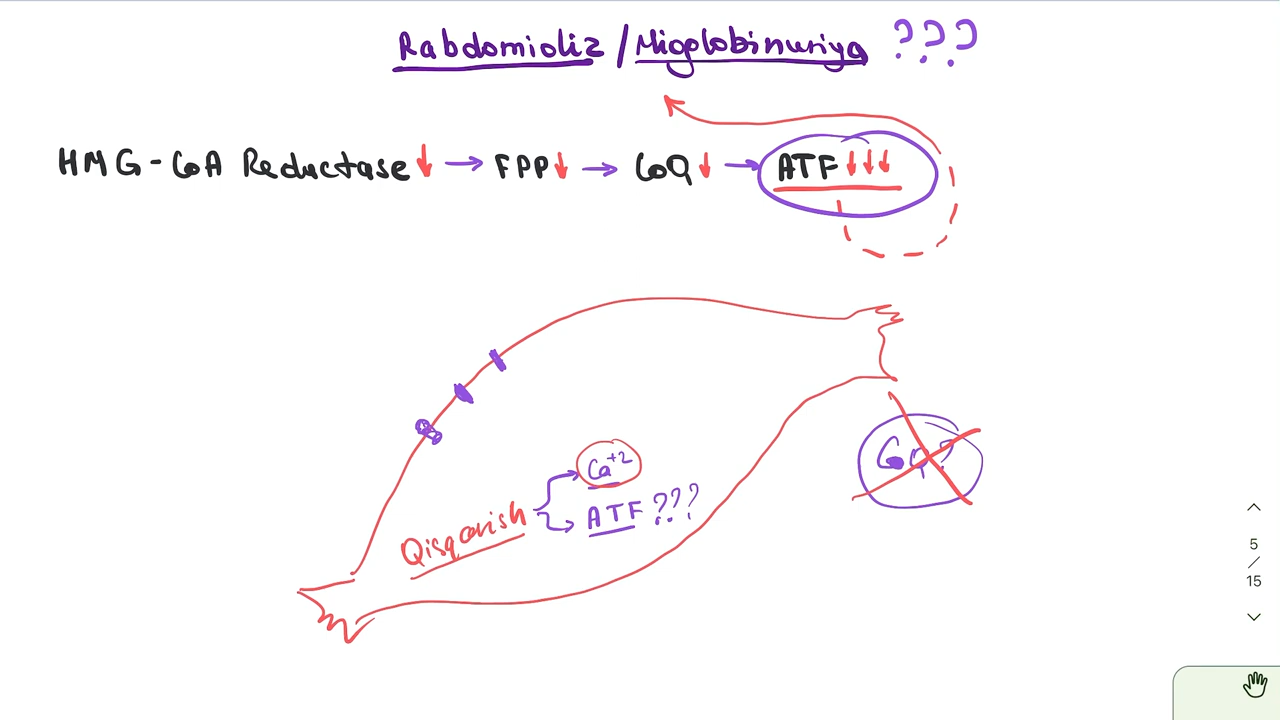 Rabdomioliz / Mioglobinuriya ???
HMG-CoA Reductase ↓ → FPP ↓ → CoQ ↓ → ATF ↓↓↓
Ca+2
Qisqarish
ATF ???
5
/
15